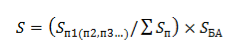 S = (Sп1(п2,п3...)/∑Sп) × SБА